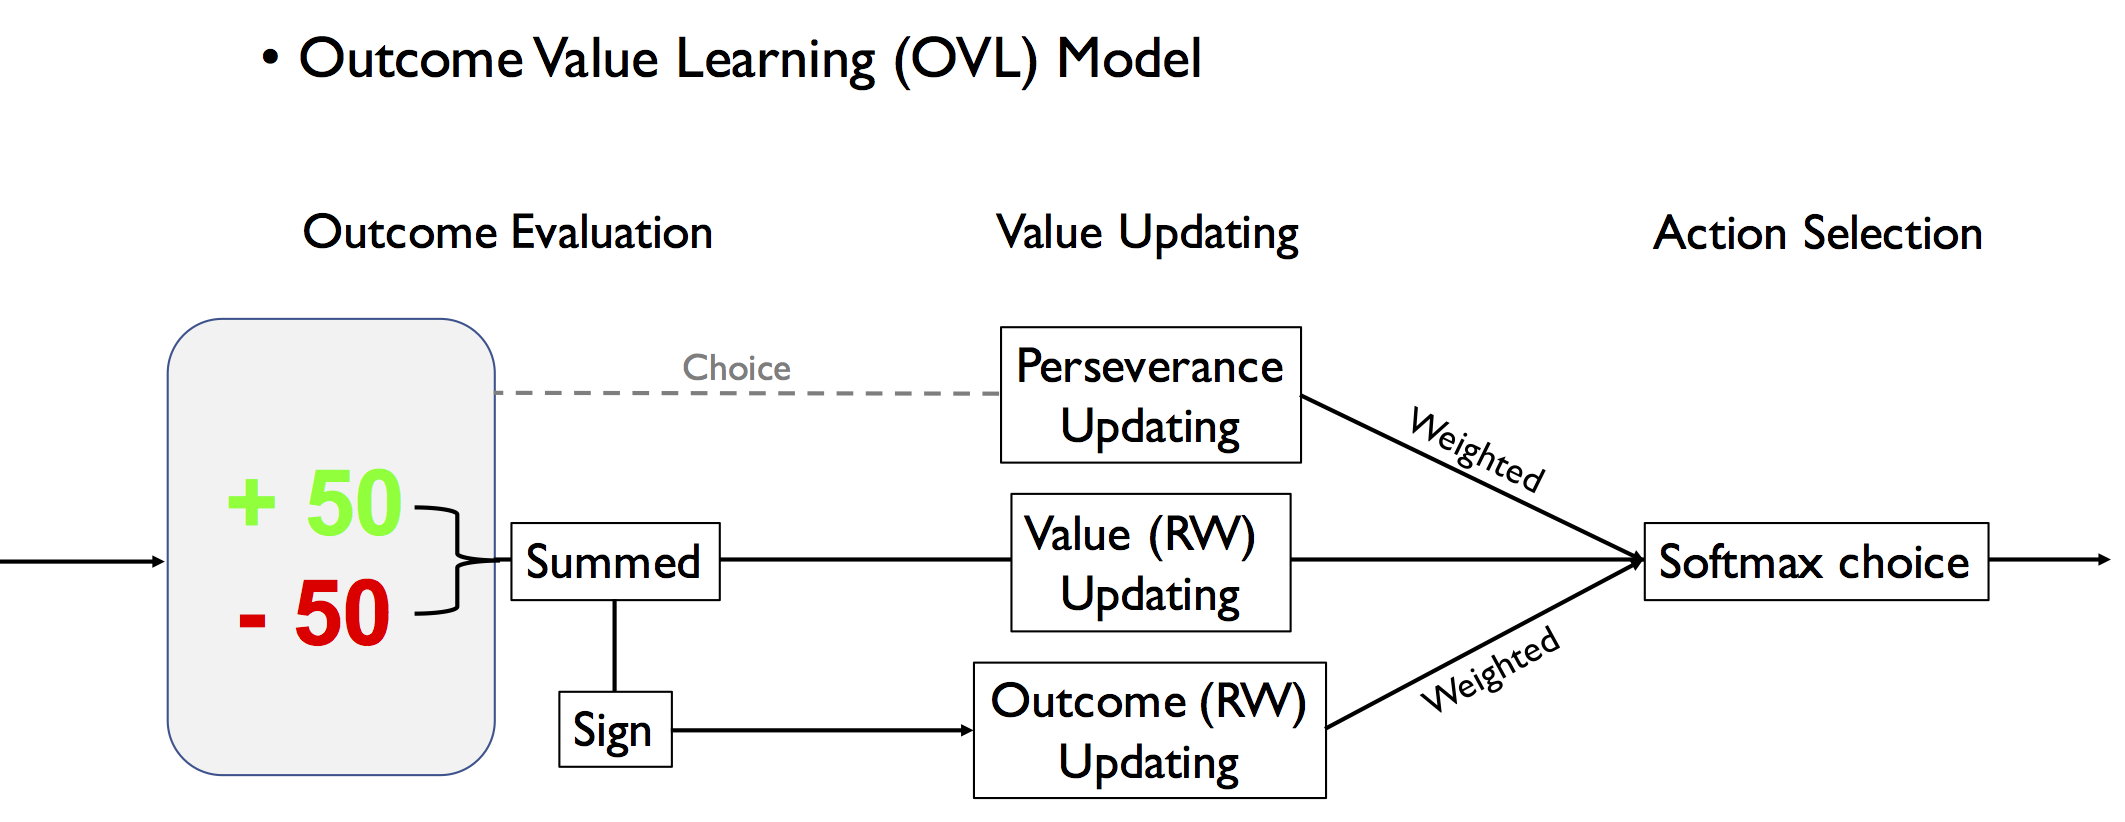 • Outcome Value Learning (OVL) Model
Outcome Evaluation
Value Updating
Action Selection
Choice
Perseverance
Updating
Weighted
+ 50
- 50
Summed
Value (RW)
Updating
Softmax choice
Sign
Outcome (RW)
Updating
Weighted